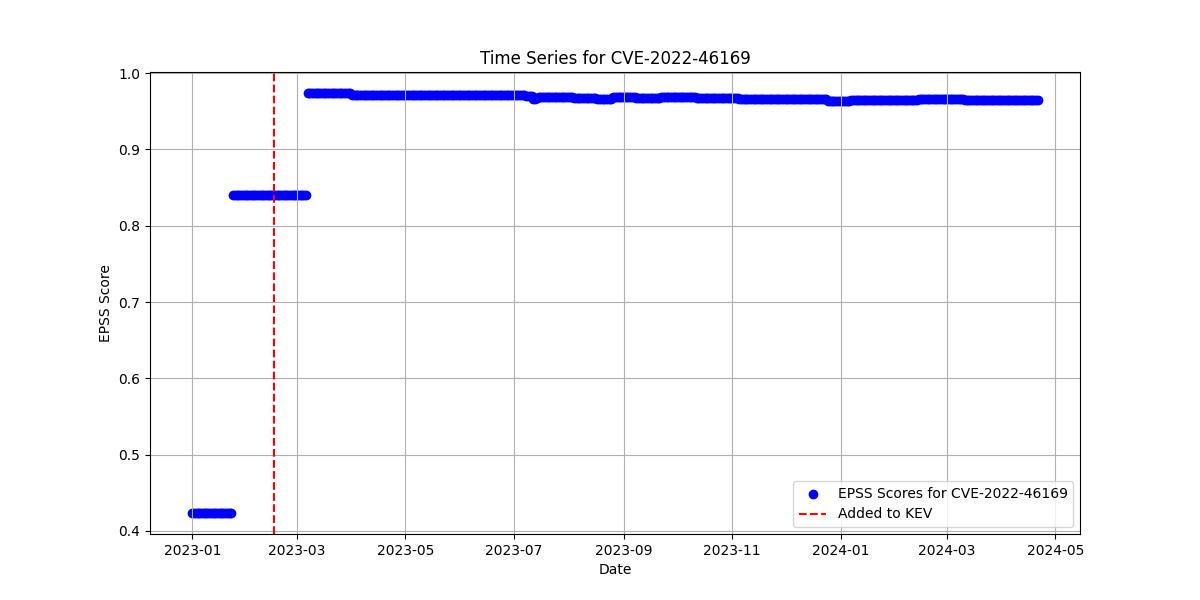 Time Series for CVE-2022-46169
EPSS Score
1.0
0.9
0.8
0.7
0.6
0.5
0.4
2023-01 2023-03 2023-05 2023-07 2023-09 2023-11 2024-01 2024-03 2024-05
Date
EPSS Scores for CVE-2022-46169
Added to KEV